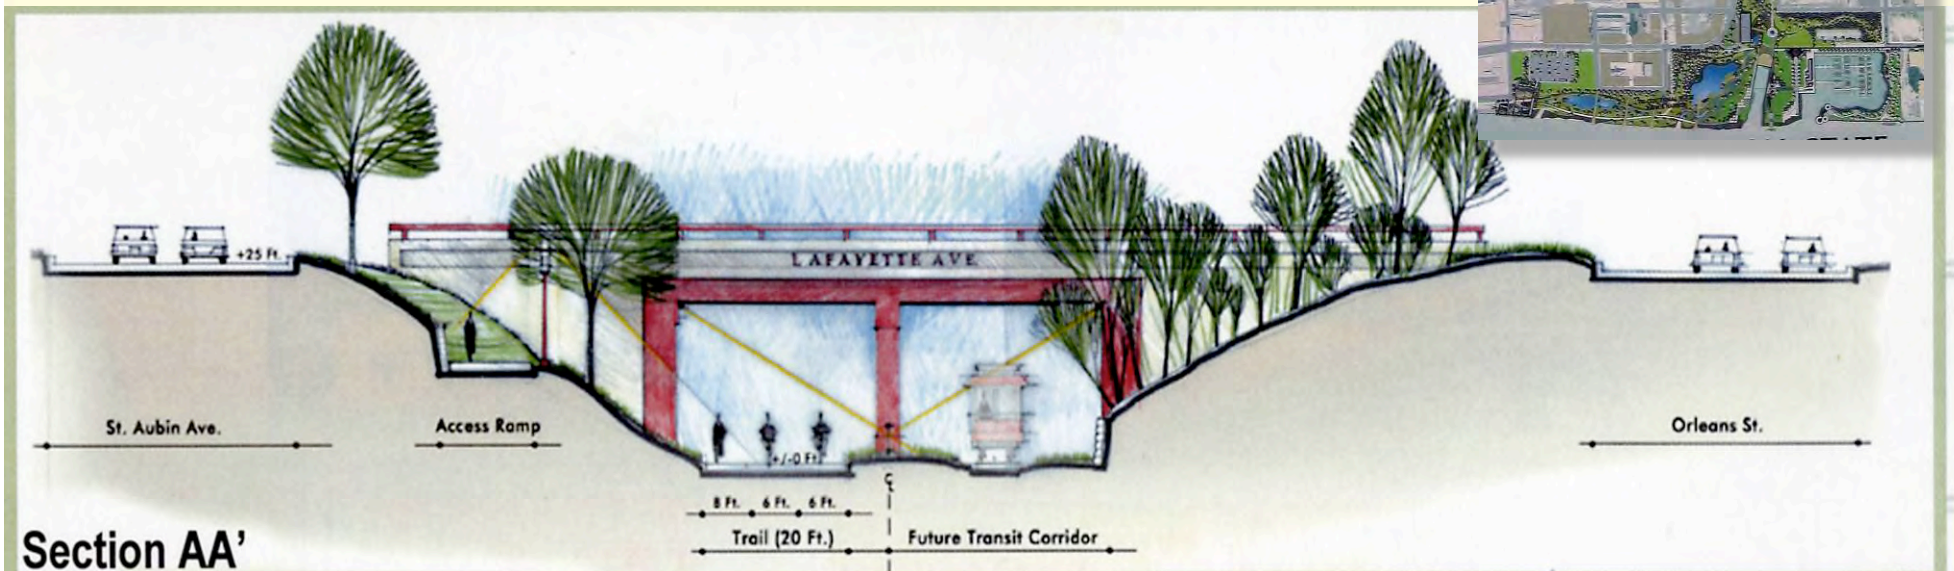 +25 Ft.
LAFAYETTE AVE
St. Aubin Ave.
Access Ramp
+/-0 Ft.
Orleans St.
8 Ft. 6 Ft. 6 Ft.
Trail (20 Ft.)
Future Transit Corridor
Section AA’